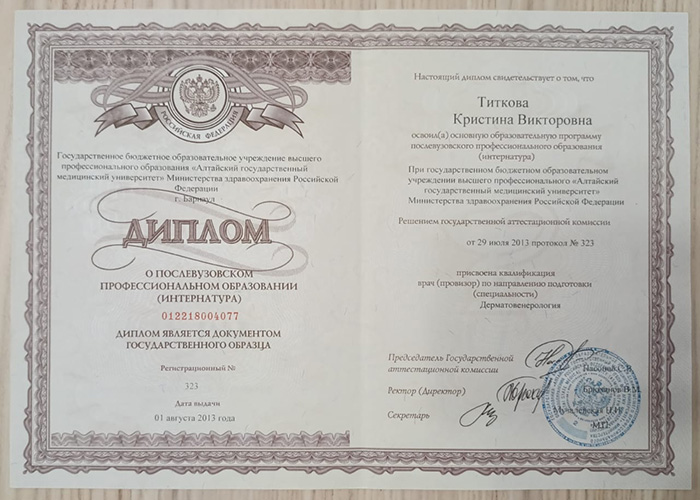 РОССИЙСКАЯ ФЕДЕРАЦИЯ
Государственное бюджетное образовательное учреждение высшего
профессионального образования «Алтайский государственный
медицинский университет» Министерства здравоохранения Российской
Федерации
г. Барнаул
ДИПЛОМ
О ПОСЛЕВУЗОВСКОМ
ПРОФЕССИОНАЛЬНОМ ОБРАЗОВАНИИ
(ИНТЕРНАТУРА)
012218004077
ДИПЛОМ ЯВЛЯЕТСЯ ДОКУМЕНТОМ
ГОСУДАРСТВЕННОГО ОБРАЗЦА
Регистрационный №
323
Дата выдачи
01 августа 2013 года
Настоящий диплом свидетельствует о том, что
Титкова
Кристина Викторовна
освоил(а) основную образовательную программу
послевузовского профессионального образования
(интернатура)
При государственном бюджетном образовательном
учреждении высшего профессионального «Алтайский
государственный медицинский университет»
Министерства здравоохранения Российской Федерации
Решением государственной аттестационной комиссии
от 29 июля 2013 протокол № 323
присвоена квалификация
врач (провизор) по направлению подготовки
(специальности)
Дерматовенерология
Председатель Государственной
аттестационной комиссии
Ректор (Директор)
Брюханов В.М.
Секретарь
М.П.